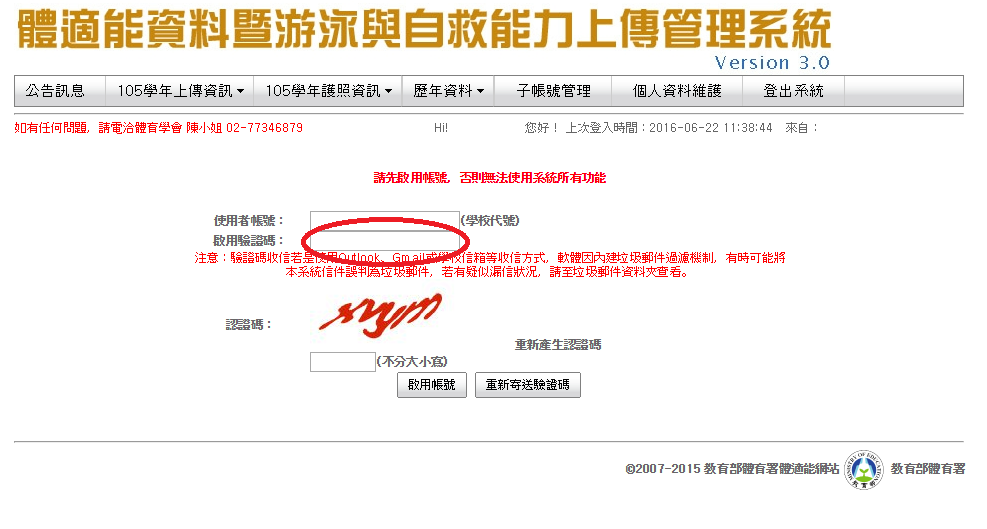 體適能資料暨游泳與自救能力上傳管理系統
Version 3.0
公告訊息 105學年上傳資訊 105學年護照資訊 歷年資料 子帳號管理 個人資料維護 登出系統
如有任何問題，請電洽體育學會 陳小姐 02-77346879 Hi! 您好！ 上次登入時間：2016-06-22 11:38:44 來自：
請先啟用帳號，否則無法使用系統所有功能
使用者帳號： (學校代號)
啟用驗證碼：
注意：驗證碼收信若是使用Outlook、Gmail或學校信箱等收信方式，軟體因內建垃圾郵件過濾機制，有時可能將
本系統信件誤判為垃圾郵件，若有疑似漏信狀況，請至垃圾郵件資料夾查看。
認證碼：
重新產生認證碼
(不分大小寫)
啟用帳號 重新寄送驗證碼
©2007-2015 教育部體育署體適能網站 MINISTRY OF EDUCATION 教育部 教育部體育署